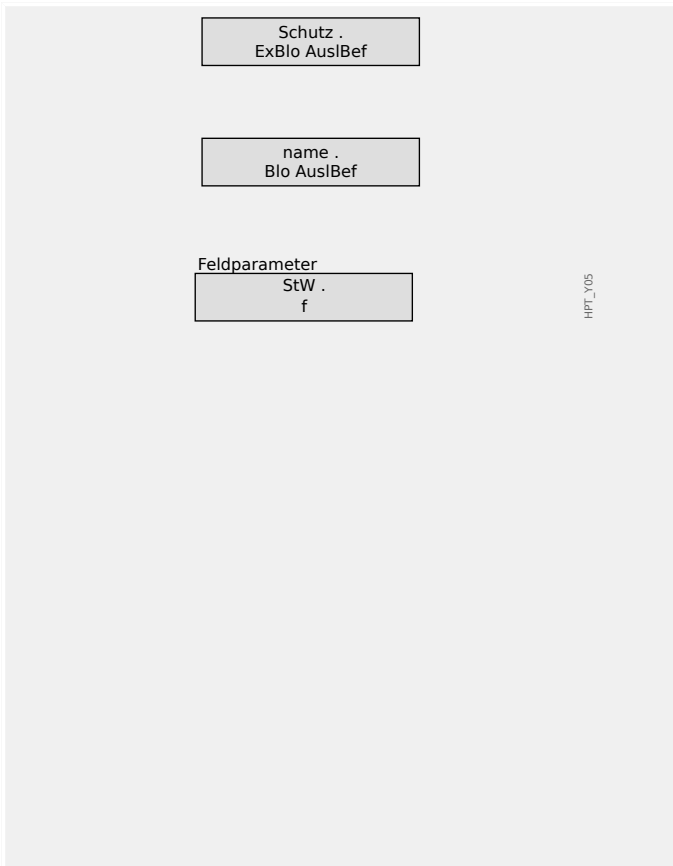 Schutz .
ExBlo AuslBef
name .
Blo AuslBef
Feldparameter
StW .
f
HPT_Y05